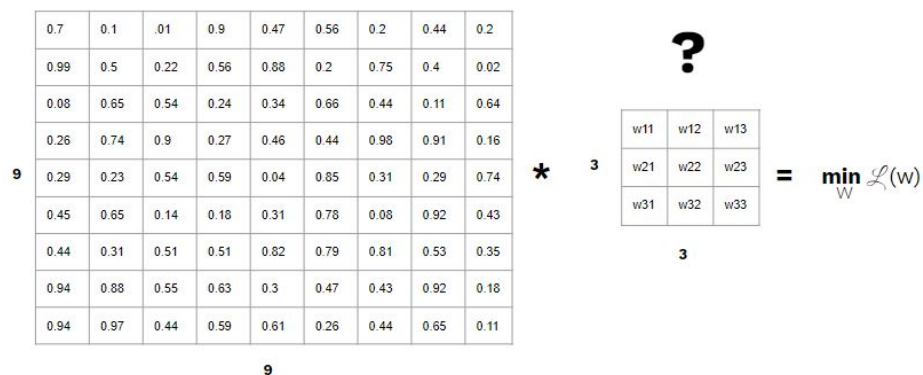 0.7 0.1 .01 0.9 0.47 0.56 0.2 0.44 0.2
?
0.99 0.5 0.22 0.56 0.88 0.2 0.75 0.4 0.02
0.08 0.65 0.54 0.24 0.34 0.66 0.44 0.11 0.64
w11 w12 w13
0.26 0.74 0.9 0.27 0.46 0.44 0.98 0.91 0.16
9 0.29 0.23 0.54 0.59 0.04 0.85 0.31 0.29 0.74 * 3 w21 w22 w23 = min ℒ(w)
W
0.45 0.65 0.14 0.18 0.31 0.78 0.08 0.92 0.43
w31 w32 w33
0.44 0.31 0.51 0.51 0.82 0.79 0.81 0.53 0.35
3
0.94 0.88 0.55 0.63 0.3 0.47 0.43 0.92 0.18
0.94 0.97 0.44 0.59 0.61 0.26 0.44 0.65 0.11
9